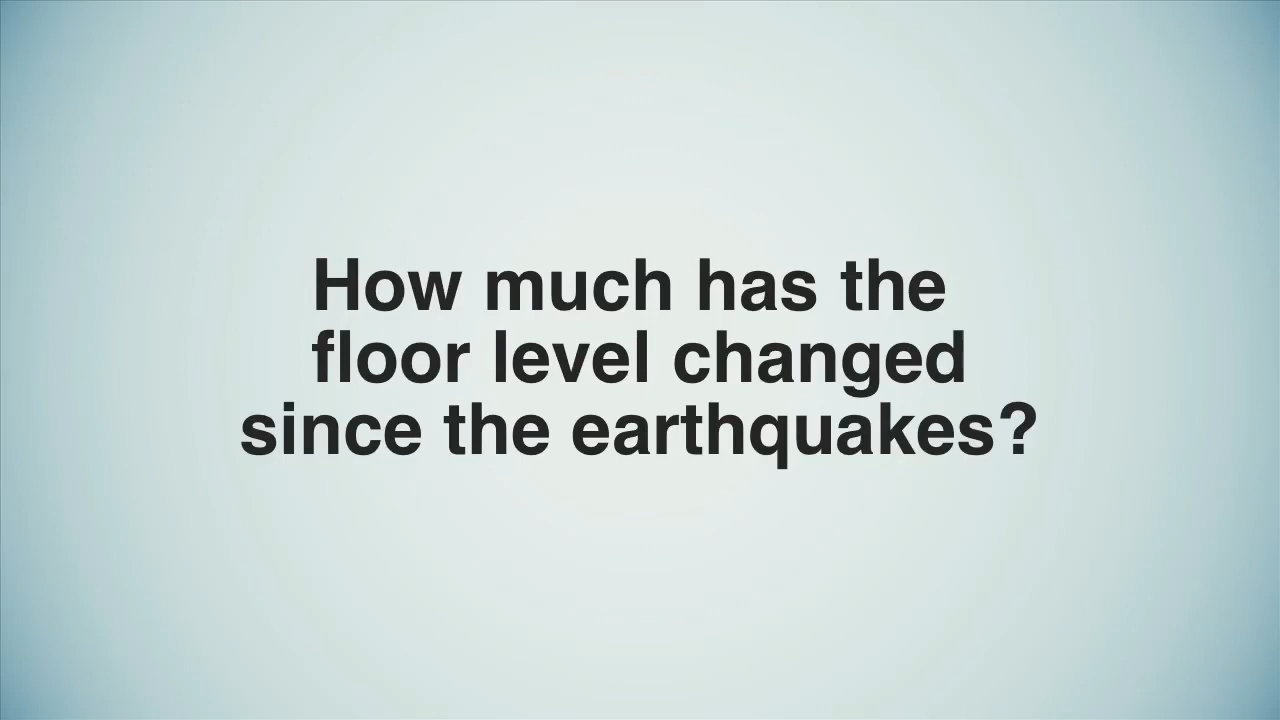 How much has the
floor level changed
since the earthquakes?